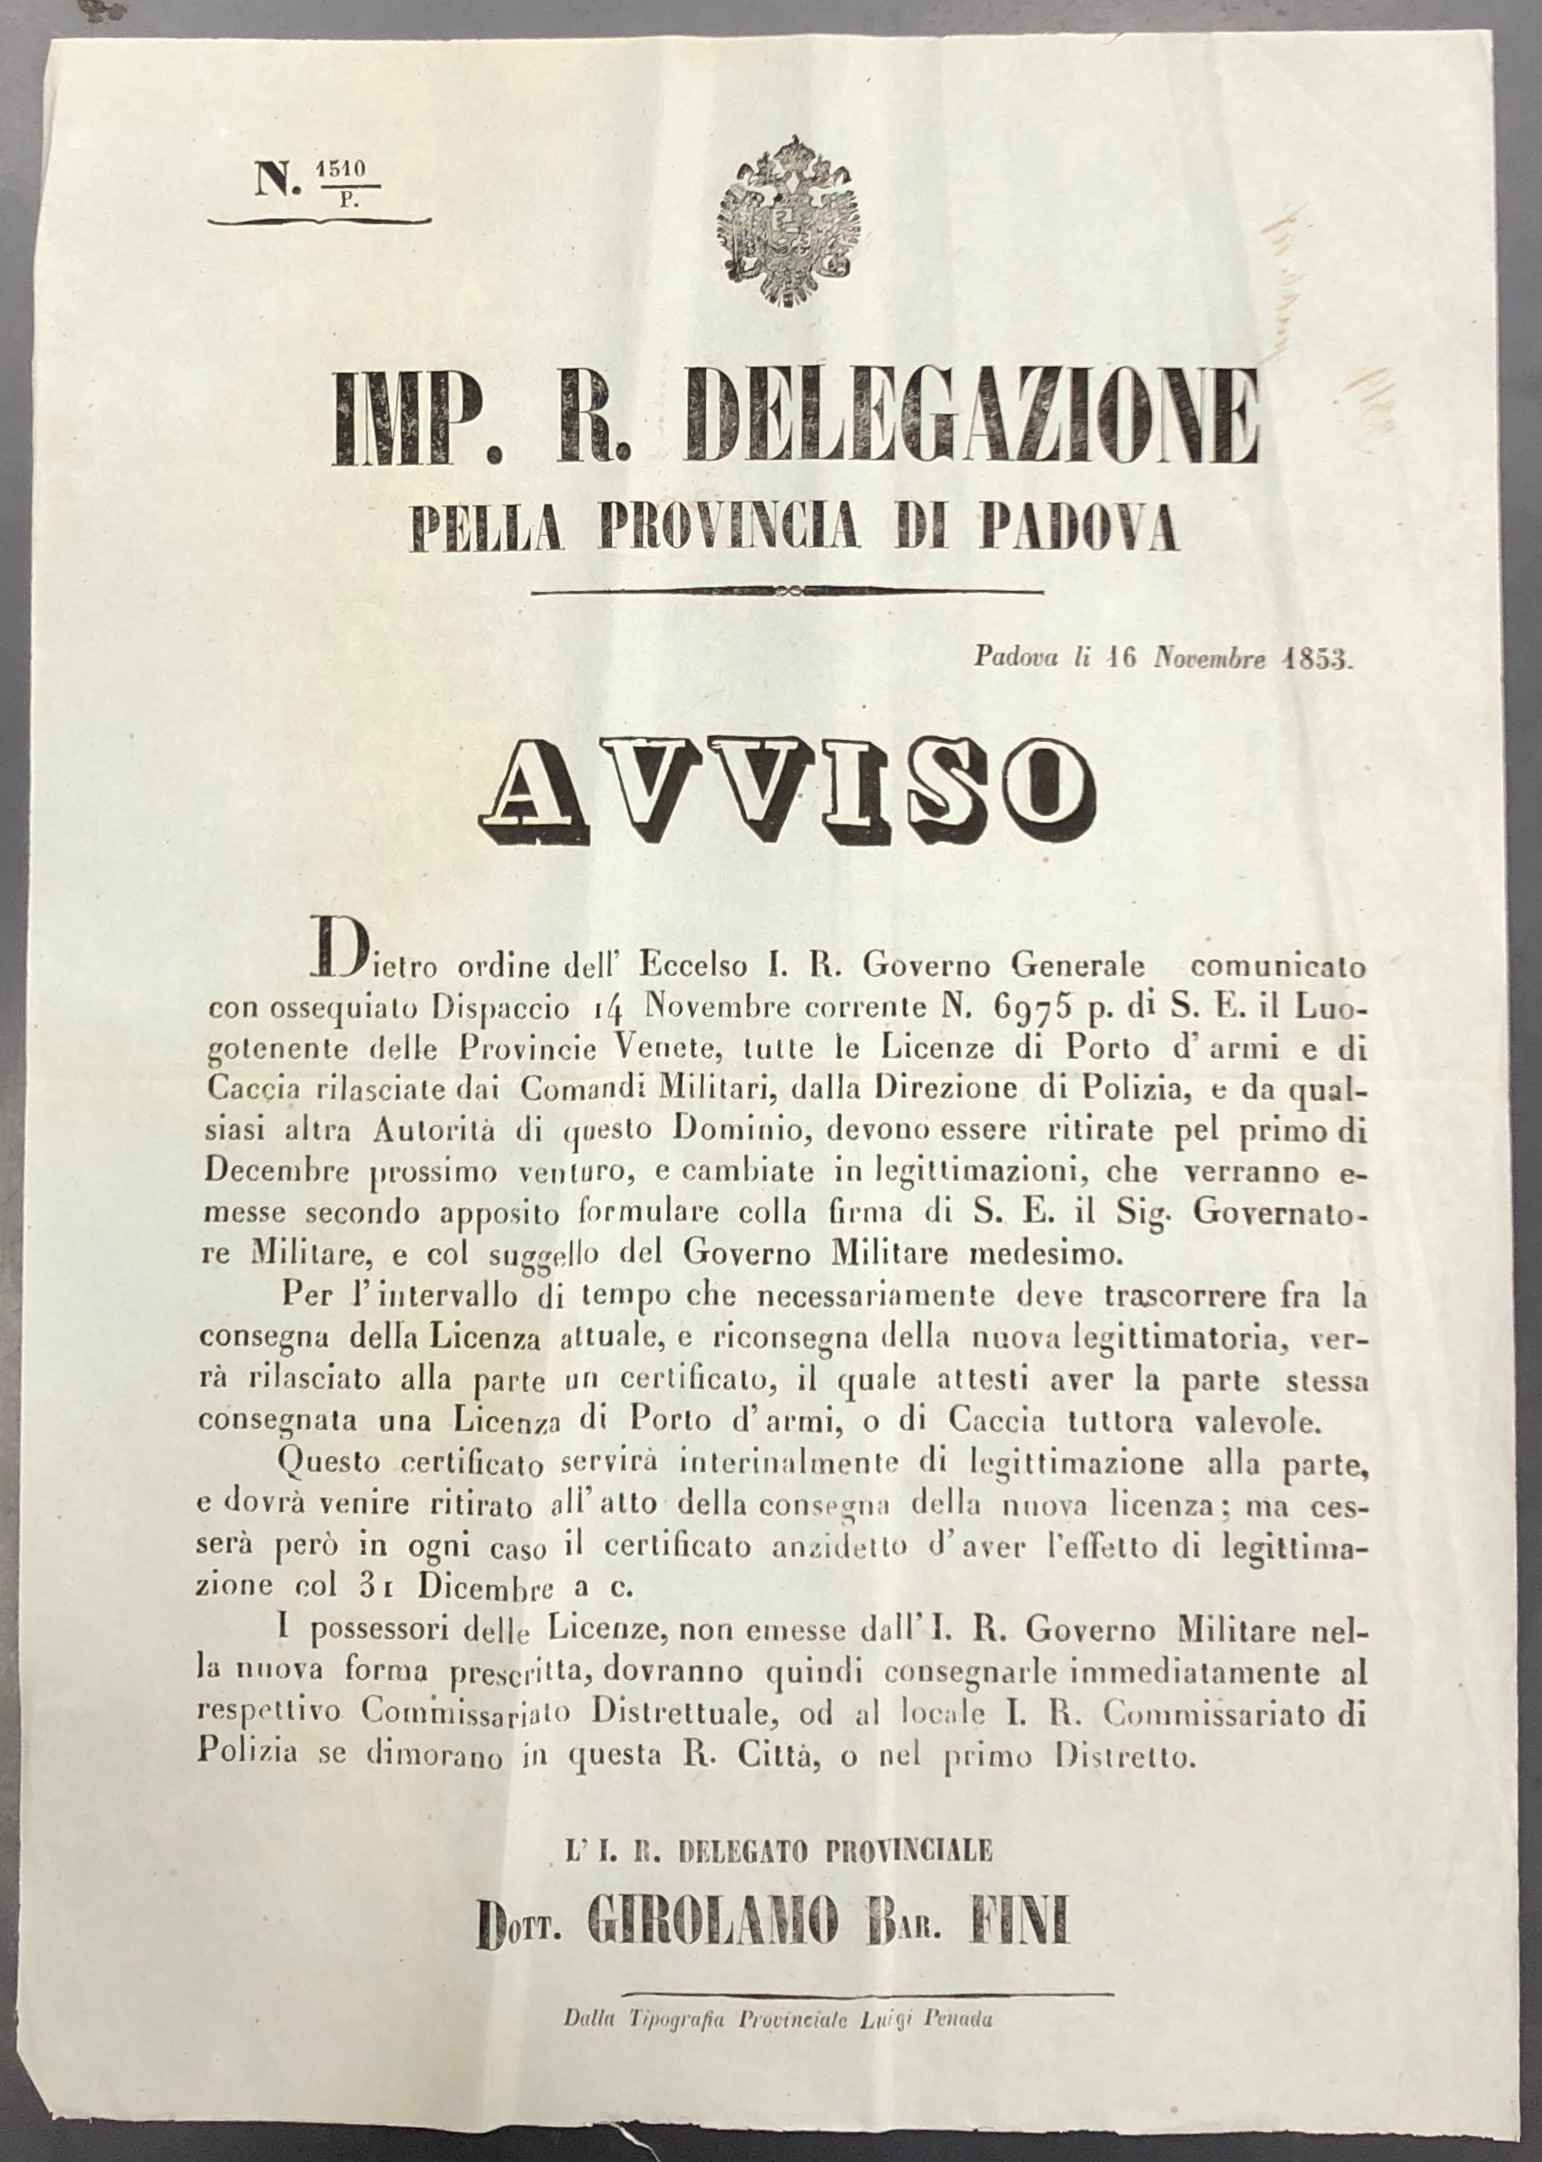 N. 1510/P.
IMP. R. DELEGAZIONE
PELLA PROVINCIA DI PADOVA
Padova li 16 Novembre 1853.
AVVISO
Dietro ordine dell' Eccelso I. R. Governo Generale comunicato
con ossequiato Dispaccio 14 Novembre corrente N. 6975 p. di S. E. il Luo-
gotenente delle Provincie Venete, tutte le Licenze di Porto d' armi e di
Caccia rilasciate dai Comandi Militari, dalla Direzione di Polizia, e da qual-
siasi altra Autorità di questo Dominio, devono essere ritirate pel primo di
Decembre prossimo venturo, e cambiate in legittimazioni, che verranno e-
messe secondo apposito formulare colla firma di S. E. il Sig. Governato-
re Militare, e col suggello del Governo Militare medesimo.
Per l' intervallo di tempo che necessariamente deve trascorrere fra la
consegna della Licenza attuale, e riconsegna della nuova legittimatoria, ver-
rà rilasciato alla parte un certificato, il quale attesti aver la parte stessa
consegnata una Licenza di Porto d' armi, o di Caccia tuttora valevole.
Questo certificato servirà interinalmente di legittimazione alla parte,
e dovrà venire ritirato all' atto della consegna della nuova licenza; ma ces-
serà però in ogni caso il certificato anzidetto d' aver l'effetto di legittima-
zione col 31 Dicembre a c.
I possessori delle Licenze, non emesse dall' I. R. Governo Militare nel-
la nuova forma prescritta, dovranno quindi consegnarle immediatamente al
respettivo Commissariato Distrettuale, od al locale I. R. Commissariato di
Polizia se dimorano in questa R. Città, o nel primo Distretto.
L' I. R. DELEGATO PROVINCIALE
DOTT. GIROLAMO BAR. FINI
Dalla Tipografia Provinciale Luigi Penada